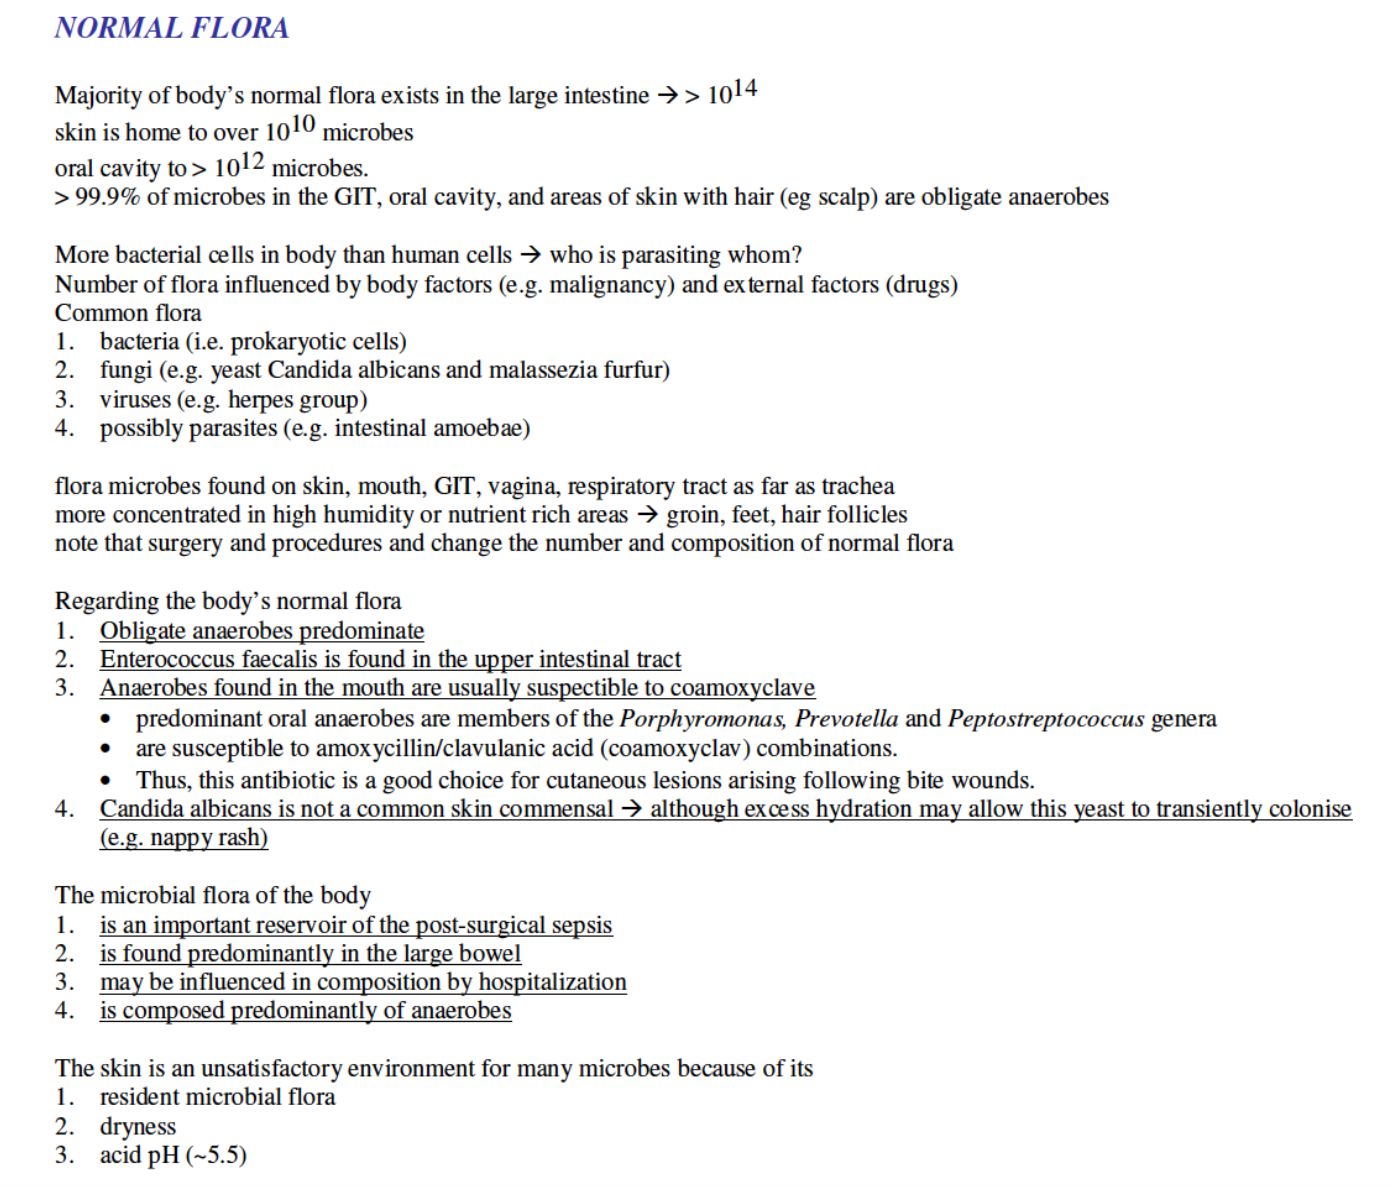 NORMAL FLORA
Majority of body's normal flora exists in the large intestine → > 10^14
skin is home to over 10^10 microbes
oral cavity to > 10^12 microbes.
> 99.9% of microbes in the GIT, oral cavity, and areas of skin with hair (eg scalp) are obligate anaerobes
More bacterial cells in body than human cells → who is parasiting whom?
Number of flora influenced by body factors (e.g. malignancy) and external factors (drugs)
Common flora
1. bacteria (i.e. prokaryotic cells)
2. fungi (e.g. yeast Candida albicans and malassezia furfur)
3. viruses (e.g. herpes group)
4. possibly parasites (e.g. intestinal amoebae)
flora microbes found on skin, mouth, GIT, vagina, respiratory tract as far as trachea
more concentrated in high humidity or nutrient rich areas → groin, feet, hair follicles
note that surgery and procedures and change the number and composition of normal flora
Regarding the body's normal flora
1. Obligate anaerobes predominate
2. Enterococcus faecalis is found in the upper intestinal tract
3. Anaerobes found in the mouth are usually suspectible to coamoxyclave
• predominant oral anaerobes are members of the Porphyromonas, Prevotella and Peptostreptococcus genera
• are susceptible to amoxycillin/clavulanic acid (coamoxyclav) combinations.
• Thus, this antibiotic is a good choice for cutaneous lesions arising following bite wounds.
4. Candida albicans is not a common skin commensal → although excess hydration may allow this yeast to transiently colonise
(e.g. nappy rash)
The microbial flora of the body
1. is an important reservoir of the post-surgical sepsis
2. is found predominantly in the large bowel
3. may be influenced in composition by hospitalization
4. is composed predominantly of anaerobes
The skin is an unsatisfactory environment for many microbes because of its
1. resident microbial flora
2. dryness
3. acid pH (~5.5)